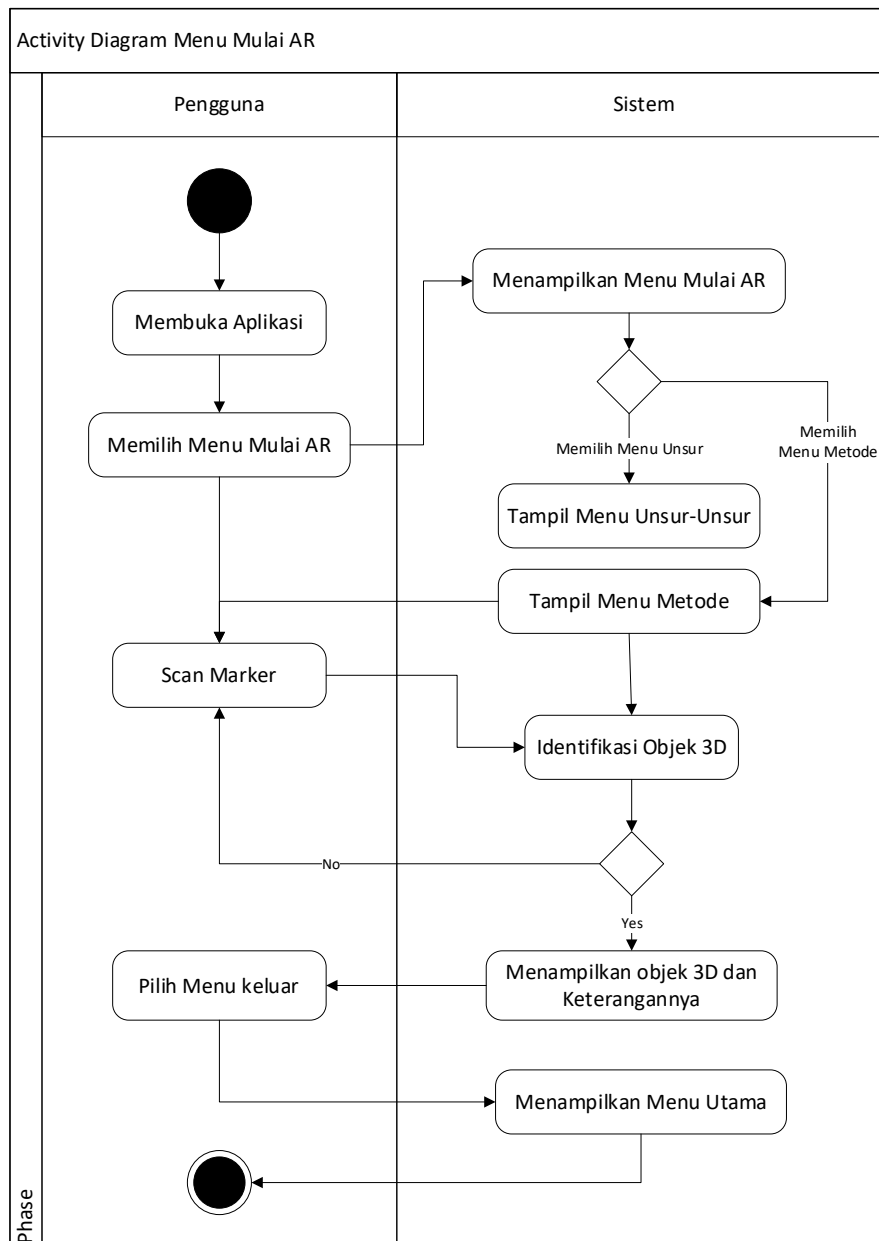 Activity Diagram Menu Mulai AR
Pengguna
Sistem
Menampilkan Menu Mulai AR
Membuka Aplikasi
Memilih Menu Mulai AR
Memilih Menu Unsur
Memilih
Menu Metode
Tampil Menu Unsur-Unsur
Tampil Menu Metode
Scan Marker
Identifikasi Objek 3D
No
Yes
Pilih Menu keluar
Menampilkan objek 3D dan
Keterangannya
Menampilkan Menu Utama
Phase